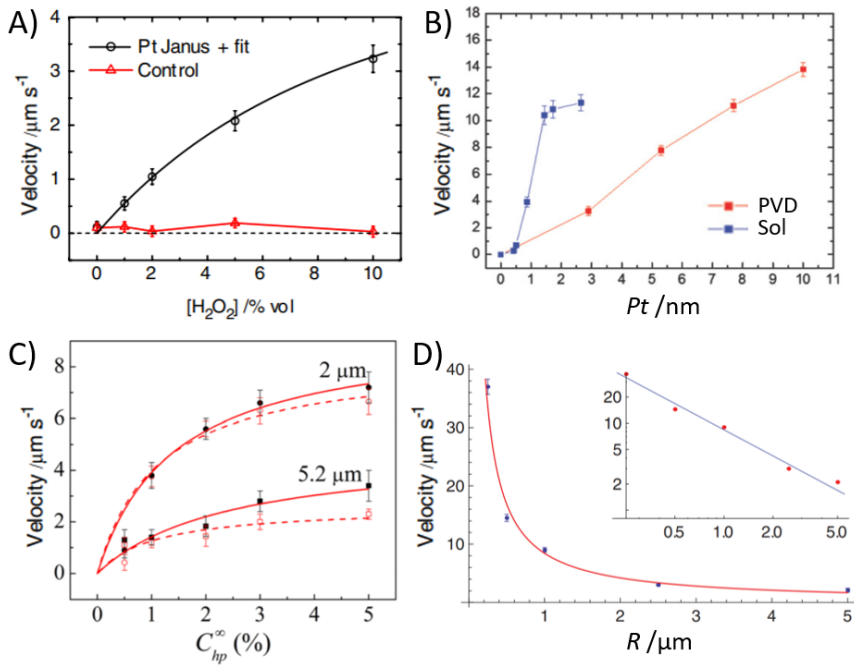 A)
4
3
2
1
0
Velocity /μm s⁻¹
Pt Janus + fit
Control
0 2 4 6 8 10
[H₂O₂] /% vol
B)
18
16
14
12
10
8
6
4
2
0
Velocity /μm s⁻¹
PVD
Sol
0 1 2 3 4 5 6 7 8 9 10 11
Pt /nm
C)
8
6
4
2
0
Velocity /μm s⁻¹
2 μm
5.2 μm
0 1 2 3 4 5
C∞hp (%)
D)
40
30
20
10
Velocity /μm s⁻¹
20
10
5
2
0.5 1.0 2.0 5.0
1 2 3 4 5
R /μm